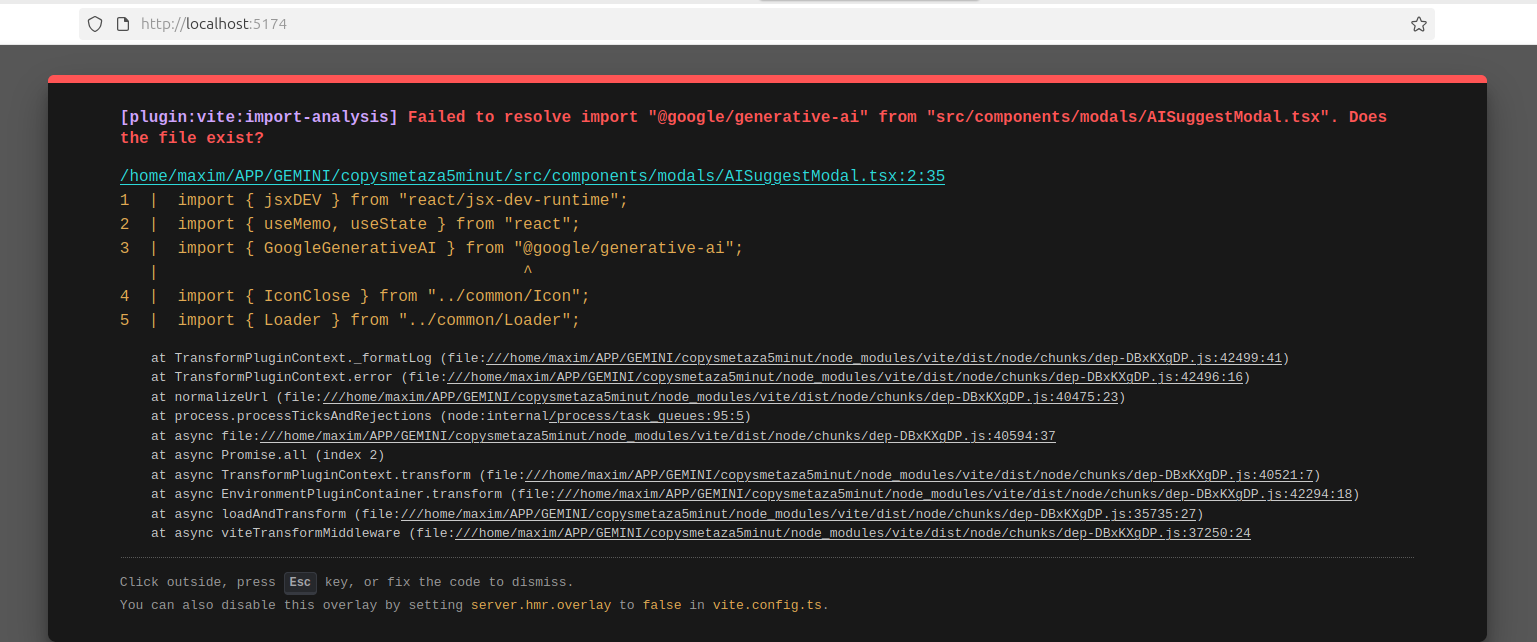 http://localhost:5174
[plugin:vite:import-analysis] Failed to resolve import "@google/generative-ai" from "src/components/modals/AISuggestModal.tsx". Does
the file exist?
/home/maxim/APP/GEMINI/copysmetaza5minut/src/components/modals/AISuggestModal.tsx:2:35
1  |  import { jsxDEV } from "react/jsx-dev-runtime";
2  |  import { useMemo, useState } from "react";
3  |  import { GoogleGenerativeAI } from "@google/generative-ai";
   |                                      ^
4  |  import { IconClose } from "../common/Icon";
5  |  import { Loader } from "../common/Loader";
at TransformPluginContext._formatLog (file:///home/maxim/APP/GEMINI/copysmetaza5minut/node_modules/vite/dist/node/chunks/dep-DBxKXgDP.js:42499:41)
at TransformPluginContext.error (file:///home/maxim/APP/GEMINI/copysmetaza5minut/node_modules/vite/dist/node/chunks/dep-DBxKXgDP.js:42496:16)
at normalizeUrl (file:///home/maxim/APP/GEMINI/copysmetaza5minut/node_modules/vite/dist/node/chunks/dep-DBxKXgDP.js:40475:23)
at process.processTicksAndRejections (node:internal/process/task_queues:95:5)
at async file:///home/maxim/APP/GEMINI/copysmetaza5minut/node_modules/vite/dist/node/chunks/dep-DBxKXgDP.js:40594:37
at async Promise.all (index 2)
at async TransformPluginContext.transform (file:///home/maxim/APP/GEMINI/copysmetaza5minut/node_modules/vite/dist/node/chunks/dep-DBxKXgDP.js:40521:7)
at async EnvironmentPluginContainer.transform (file:///home/maxim/APP/GEMINI/copysmetaza5minut/node_modules/vite/dist/node/chunks/dep-DBxKXgDP.js:42294:18)
at async loadAndTransform (file:///home/maxim/APP/GEMINI/copysmetaza5minut/node_modules/vite/dist/node/chunks/dep-DBxKXgDP.js:35735:27)
at async viteTransformMiddleware (file:///home/maxim/APP/GEMINI/copysmetaza5minut/node_modules/vite/dist/node/chunks/dep-DBxKXgDP.js:37250:24
Click outside, press Esc key, or fix the code to dismiss.
You can also disable this overlay by setting server.hmr.overlay to false in vite.config.ts.